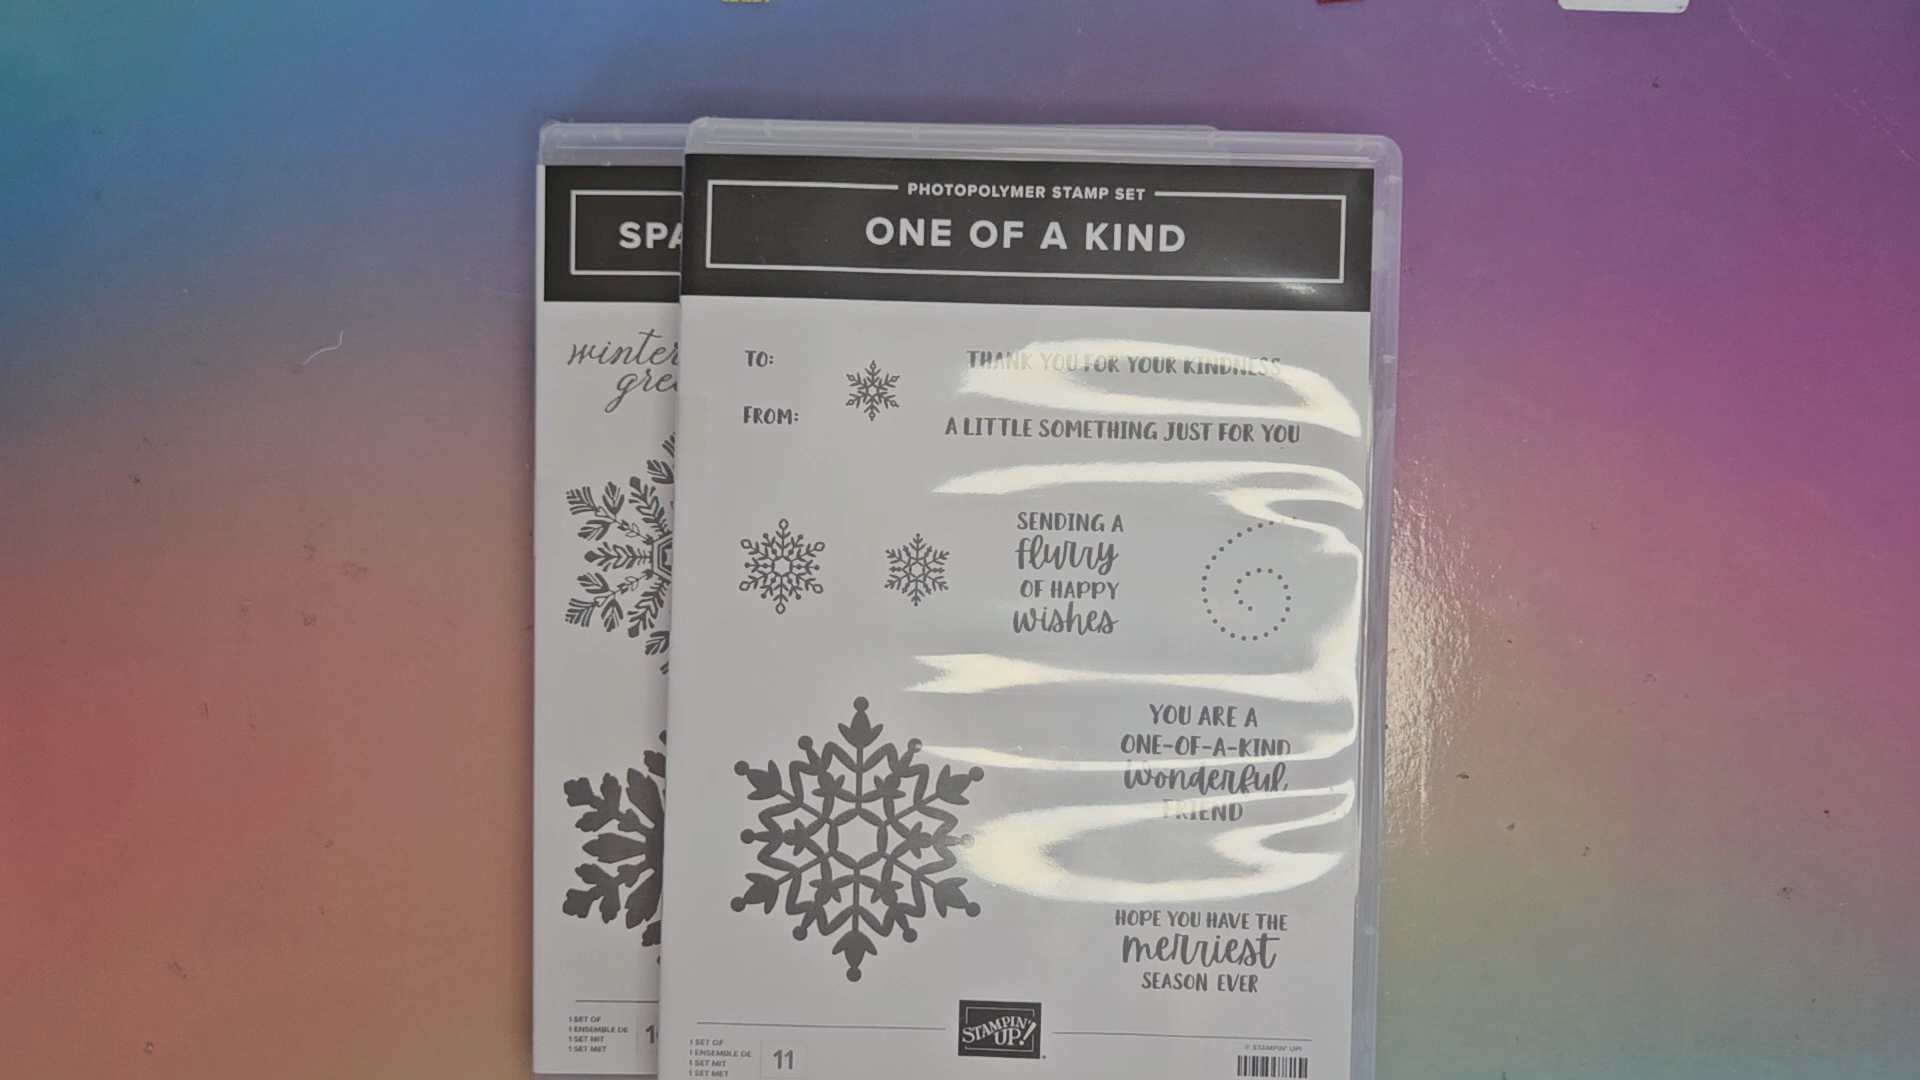 PHOTOPOLYMER STAMP SET
ONE OF A KIND
TO:
FROM:
THANK YOU FOR YOUR KINDNESS
A LITTLE SOMETHING JUST FOR YOU
SENDING A
flurry
OF HAPPY
wishes
YOU ARE A
ONE-OF-A-KIND
wonderful
FRIEND
HOPE YOU HAVE THE
merriest
SEASON EVER
STAMPIN' UP!
1 SET OF
1 ENSEMBLE DE
1 SET MIT
1 SET MET
11
© STAMPIN' UP!
winter
1 SET OF
1 ENSEMBLE DE
1 SET MIT
1 SET MET